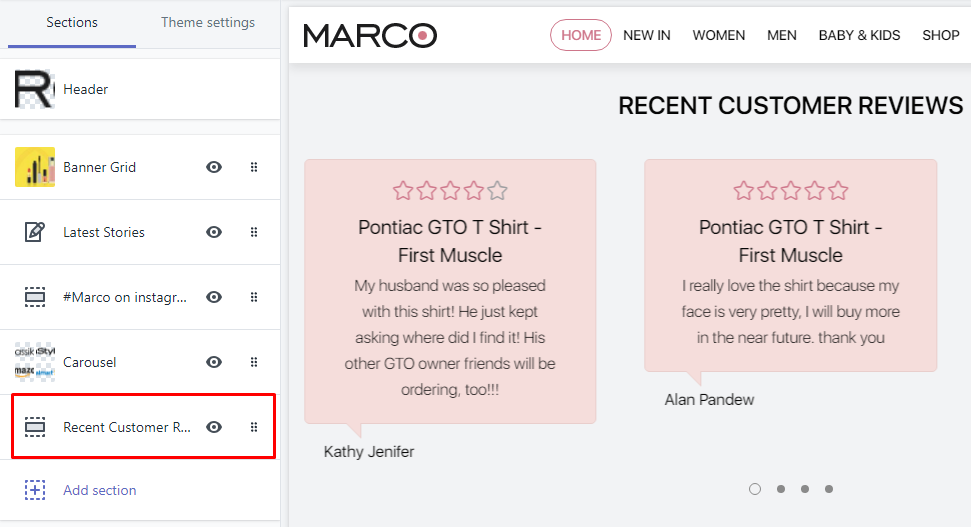 Sections
Theme settings
Header
Banner Grid
Latest Stories
#Marco on instagr...
Carousel
Recent Customer R...
Add section
MARCO
HOME NEW IN WOMEN MEN BABY & KIDS SHOP
RECENT CUSTOMER REVIEWS
Pontiac GTO T Shirt -
First Muscle
My husband was so pleased
with this shirt! He just kept
asking where did I find it! His
other GTO owner friends will be
ordering, too!!!
Kathy Jenifer
Pontiac GTO T Shirt -
First Muscle
I really love the shirt because my
face is very pretty, I will buy more
in the near future. thank you
Alan Pandew